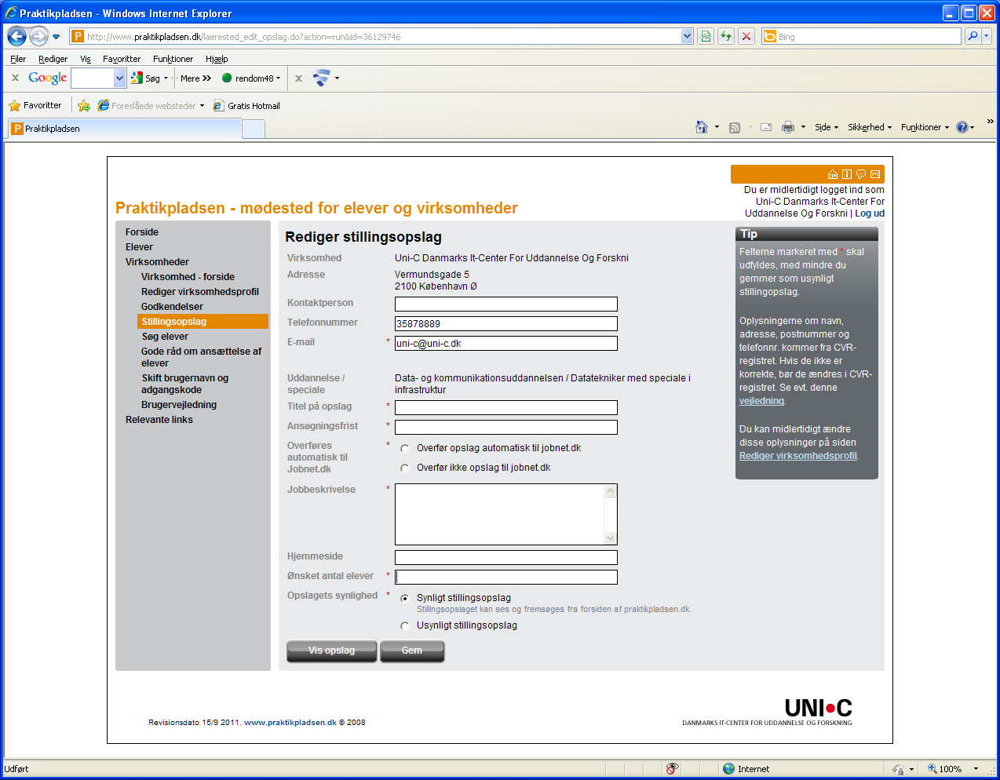 Praktikpladsen - Windows Internet Explorer
http://www.praktikpladsen.dk/laerested_edit_opslag.do?action=run&id=36129746
Bing
Filer Rediger Vis Favoritter Funktioner Hjælp
x Google Søg Mere >> rendom48 x
Favoritter Foreslåede websteder Gratis Hotmail
Praktikpladsen
Side Sikkerhed Funktioner >>
Du er midlertidigt logget ind som
Uni-C Danmarks It-Center For
Uddannelse Og Forskni | Log ud
Praktikpladsen - mødested for elever og virksomheder
Forside
Elever
Virksomheder
Virksomhed - forside
Rediger virksomhedsprofil
Godkendelser
Stillingsopslag
Søg elever
Gode råd om ansættelse af
elever
Skift brugernavn og
adgangskode
Brugervejledning
Relevante links
Rediger stillingsopslag
Virksomhed Uni-C Danmarks It-Center For Uddannelse Og Forskni
Adresse Vermundsgade 5
2100 København Ø
Kontaktperson
Telefonnummer 35878889
E-mail * uni-c@uni-c.dk
Uddannelse /
speciale
Data- og kommunikationsuddannelsen / Datatekniker med speciale i
infrastruktur
Titel på opslag *
Ansøgningsfrist *
Overføres
automatisk til
Jobnet.dk
*
Overfør opslag automatisk til jobnet.dk
Overfør ikke opslag til jobnet.dk
Jobbeskrivelse *
Hjemmeside
Ønsket antal elever *
Opslagets synlighed * Synligt stillingsopslag
Stillingsopslaget kan ses og fremsøges fra forsiden af praktikpladsen.dk.
Usynligt stillingsopslag
Vis opslag Gem
Tip
Felterne markeret med * skal
udfyldes, med mindre du
gemmer som usynligt
stillingsopslag.
Oplysningerne om navn,
adresse, postnummer og
telefonnr. kommer fra CVR-
registret. Hvis de ikke er
korrekte, bør de ændres i CVR-
registret. Se evt. denne
vejledning.
Du kan midlertidigt ændre
disse oplysninger på siden
Rediger virksomhedsprofil.
Revisionsdato 15/9 2011. www.praktikpladsen.dk © 2008
UNI•C
DANMARKS IT-CENTER FOR UDDANNELSE OG FORSKNING
Udført Internet 100%